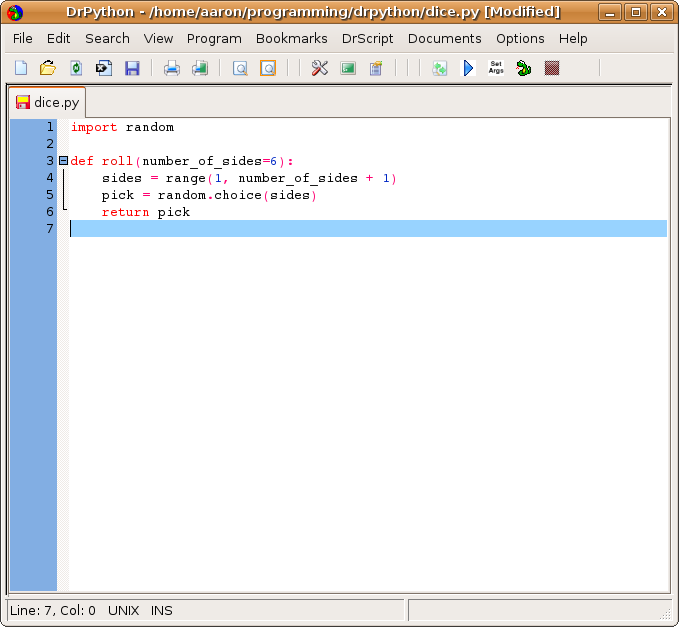 DrPython - /home/aaron/programming/drpython/dice.py [Modified]
File Edit Search View Program Bookmarks DrScript Documents Options Help
Set Args
dice.py
1 import random
2
3 def roll(number_of_sides=6):
4     sides = range(1, number_of_sides + 1)
5     pick = random.choice(sides)
6     return pick
7
Line: 7, Col: 0 UNIX INS